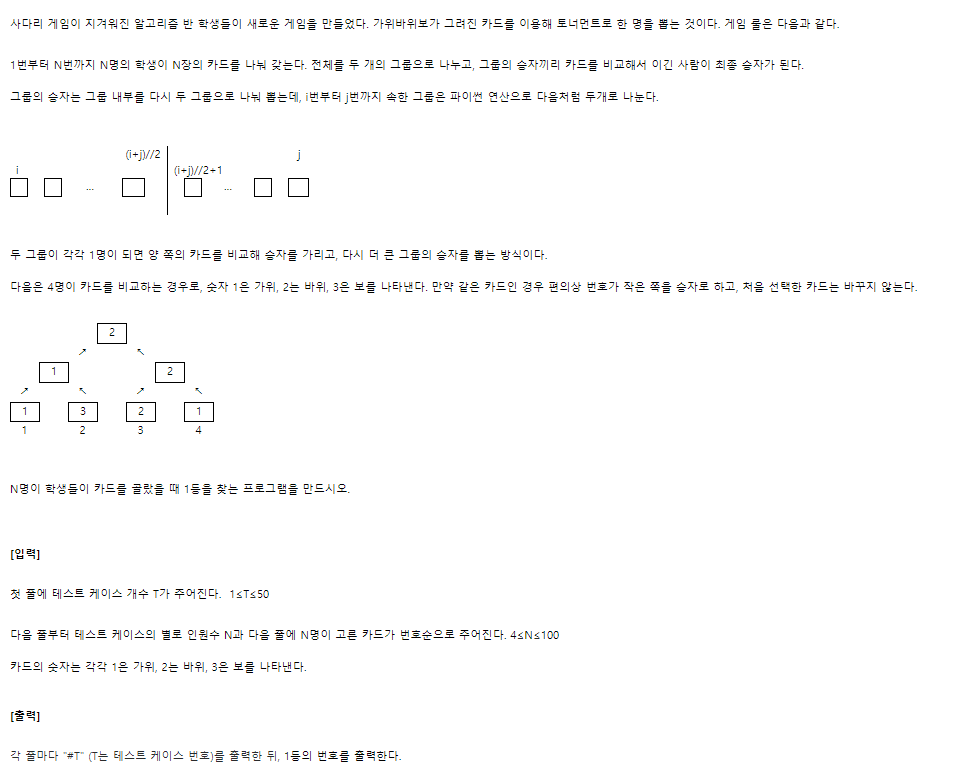 사다리 게임이 지겨워진 알고리즘 반 학생들이 새로운 게임을 만들었다. 가위바위보가 그려진 카드를 이용해 토너먼트로 한 명을 뽑는 것이다. 게임 룰은 다음과 같다.
1번부터 N번까지 N명의 학생이 N장의 카드를 나눠 갖는다. 전체를 두 개의 그룹으로 나누고, 그룹의 승자끼리 카드를 비교해서 이긴 사람이 최종 승자가 된다.
그룹의 승자는 그룹 내부를 다시 두 그룹으로 나눠 뽑는데, i번부터 j번까지 속한 그룹은 파이썬 연산으로 다음처럼 두개로 나눈다.
(i+j)//2 j
i (i+j)//2+1
... ...
두 그룹이 각각 1명이 되면 양 쪽의 카드를 비교해 승자를 가리고, 다시 더 큰 그룹의 승자를 뽑는 방식이다.
다음은 4명이 카드를 비교하는 경우로, 숫자 1은 가위, 2는 바위, 3은 보를 나타낸다. 만약 같은 카드인 경우 편의상 번호가 작은 쪽을 승자로 하고, 처음 선택한 카드는 바꾸지 않는다.
2
↗ ↖
1 2
↗ ↖ ↗ ↖
1 3 2 1
1 2 3 4
N명이 학생들이 카드를 골랐을 때 1등을 찾는 프로그램을 만드시오.
[입력]
첫 줄에 테스트 케이스 개수 T가 주어진다. 1≤T≤50
다음 줄부터 테스트 케이스의 별로 인원수 N과 다음 줄에 N명이 고른 카드가 번호순으로 주어진다. 4≤N≤100
카드의 숫자는 각각 1은 가위, 2는 바위, 3은 보를 나타낸다.
[출력]
각 줄마다 "#T" (T는 테스트 케이스 번호)를 출력한 뒤, 1등의 번호를 출력한다.